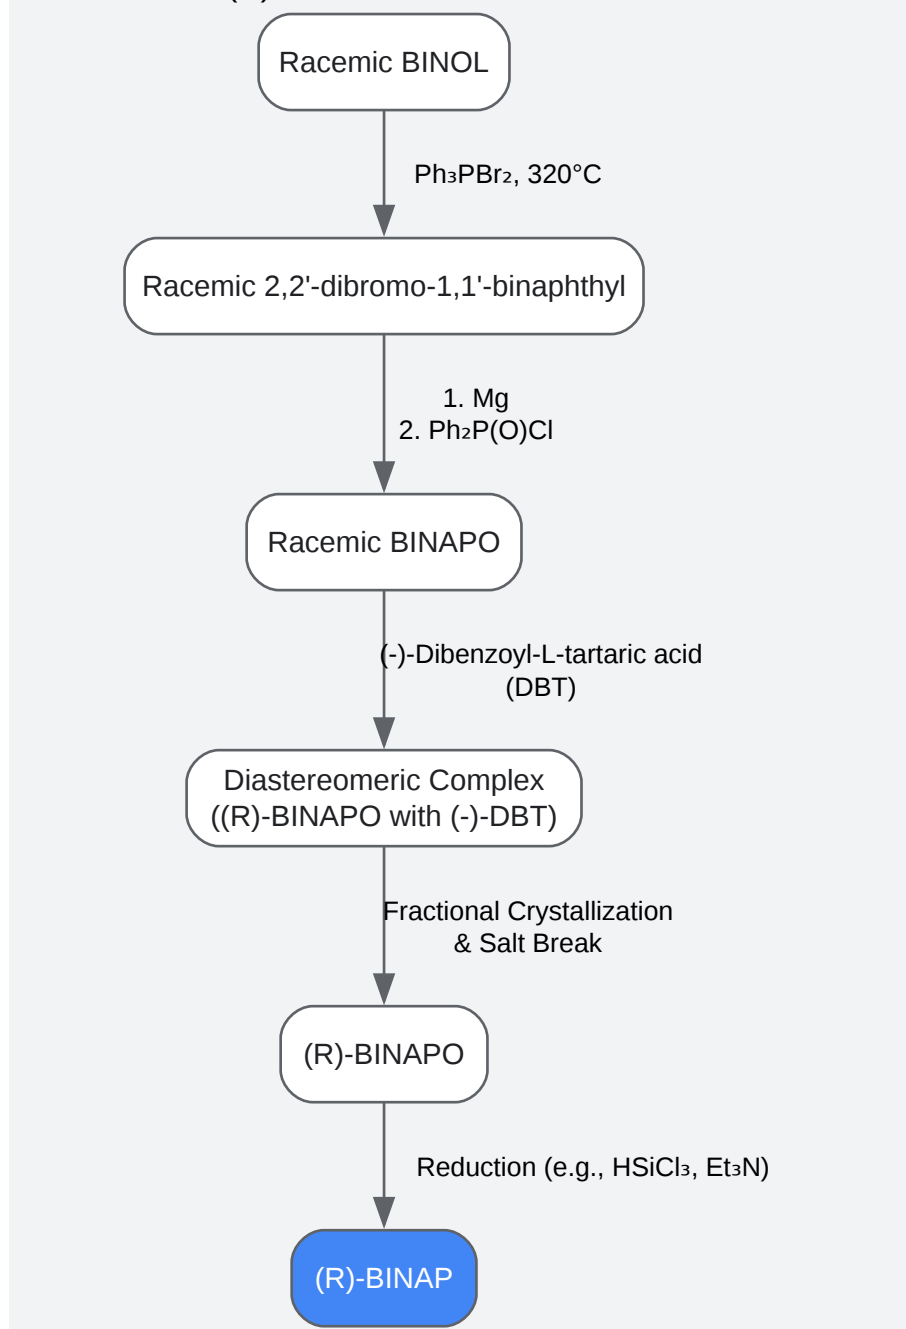 Racemic BINOL
Ph₃PBr₂, 320°C
Racemic 2,2'-dibromo-1,1'-binaphthyl
1. Mg
2. Ph₂P(O)Cl
Racemic BINAPO
(-)-Dibenzoyl-L-tartaric acid
(DBT)
Diastereomeric Complex
((R)-BINAPO with (-)-DBT)
Fractional Crystallization
& Salt Break
(R)-BINAPO
Reduction (e.g., HSiCl₃, Et₃N)
(R)-BINAP